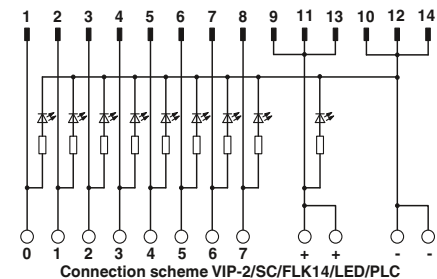 1 2 3 4 5 6 7 8 9 11 13 10 12 14
0 1 2 3 4 5 6 7 + + - -
Connection scheme VIP-2/SC/FLK14/LED/PLC